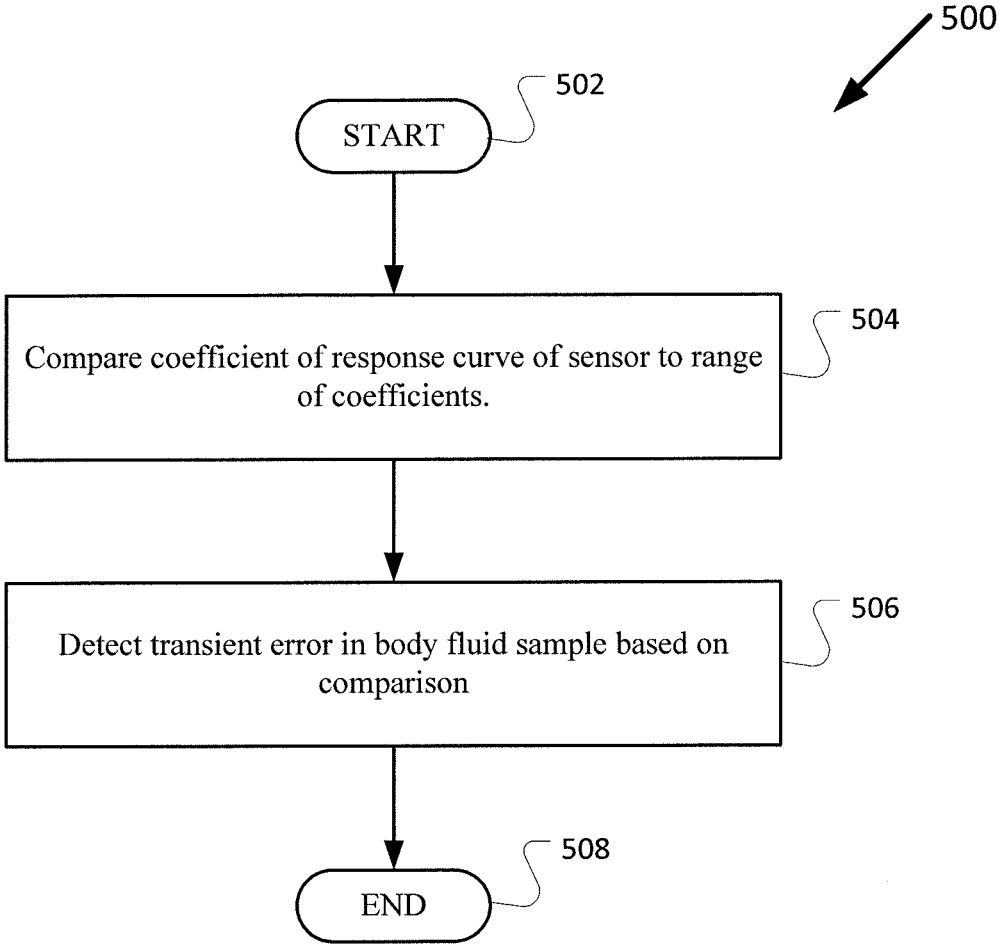 500
502
START
504
Compare coefficient of response curve of sensor to range
of coefficients.
506
Detect transient error in body fluid sample based on
comparison
508
END